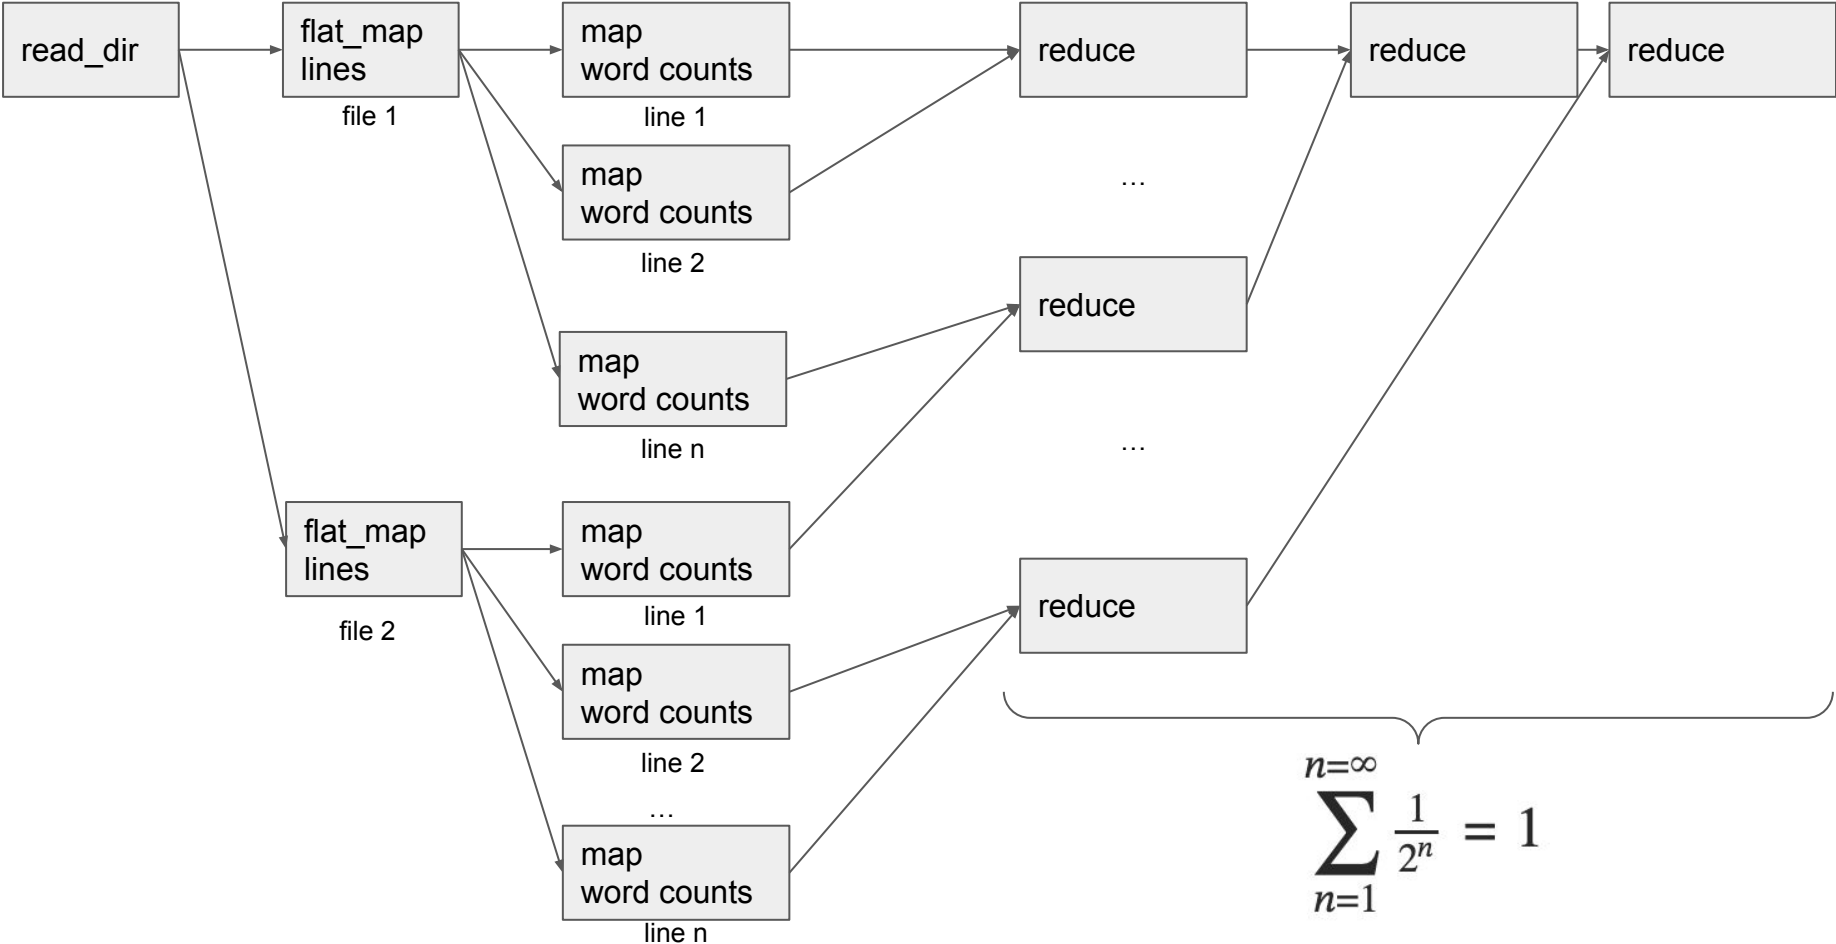 read_dir
flat_map
lines
file 1
map
word counts
line 1
map
word counts
line 2
map
word counts
line n
flat_map
lines
file 2
map
word counts
line 1
map
word counts
line 2
...
map
word counts
line n
reduce
...
reduce
...
reduce
reduce
reduce
n=∞
∑ 1/2ⁿ = 1
n=1